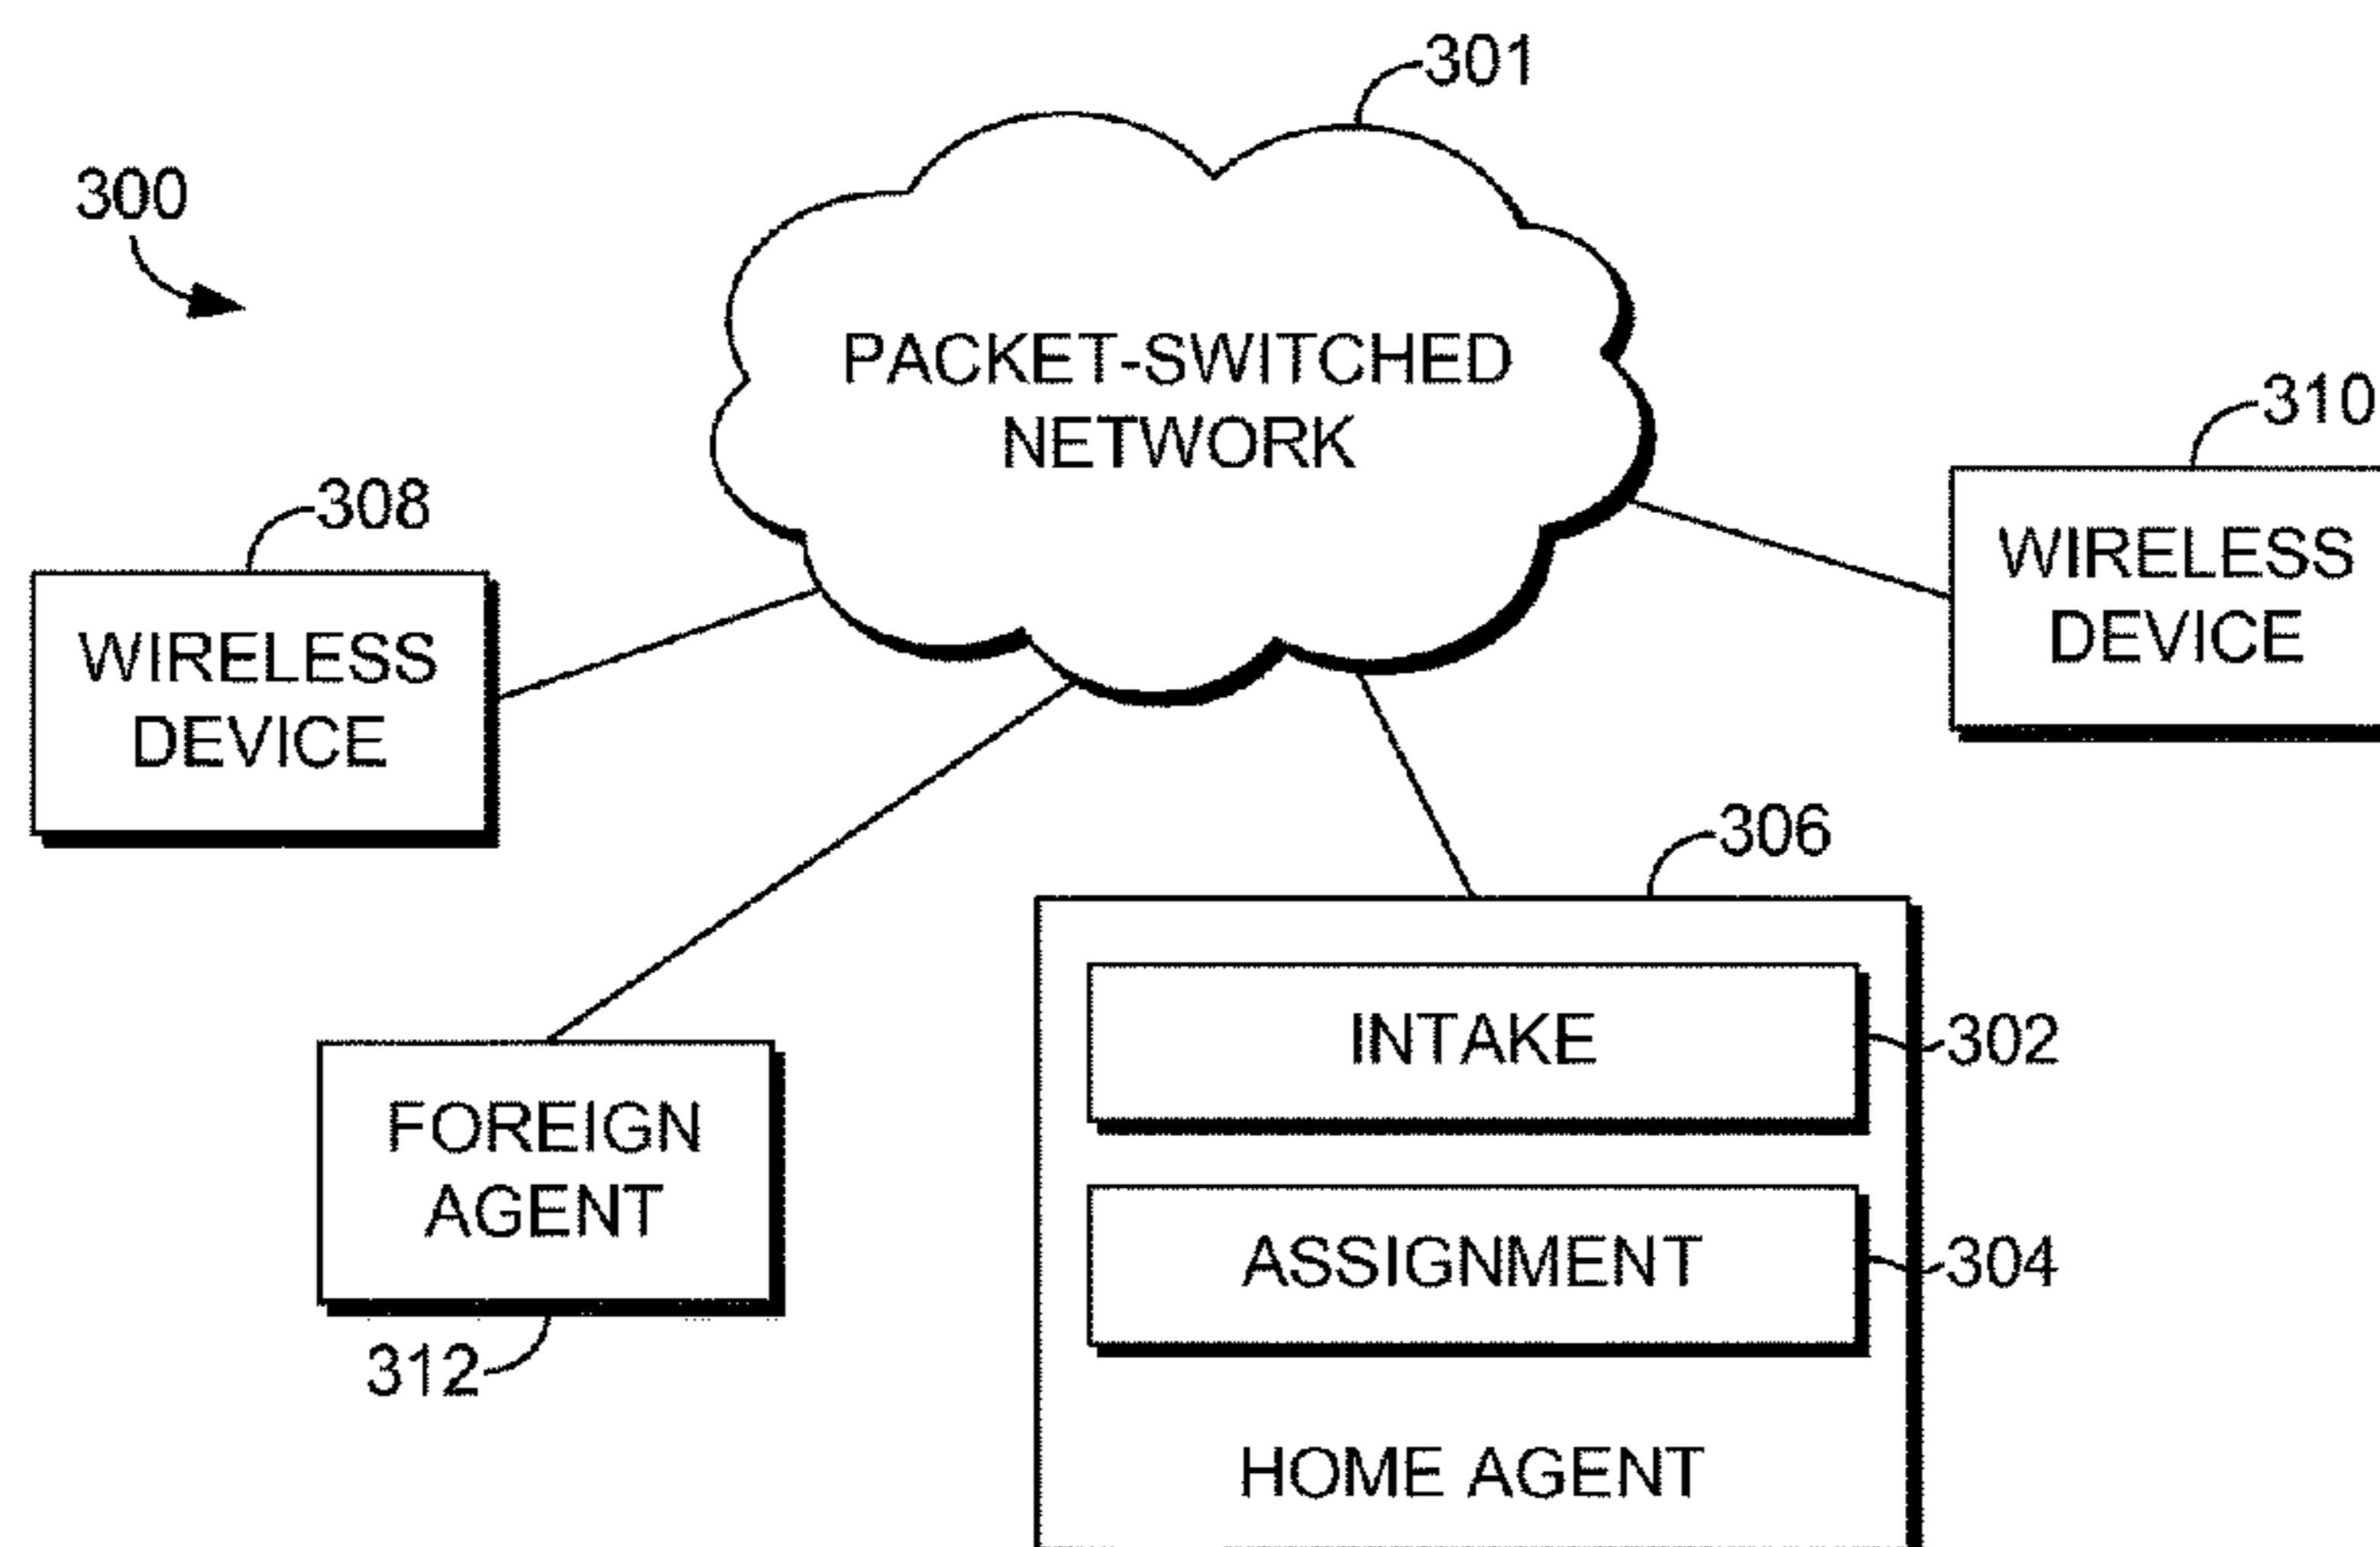 301
300
PACKET-SWITCHED
NETWORK
310
308
WIRELESS
DEVICE
WIRELESS
DEVICE
306
INTAKE
302
FOREIGN
AGENT
ASSIGNMENT
304
312
HOME AGENT